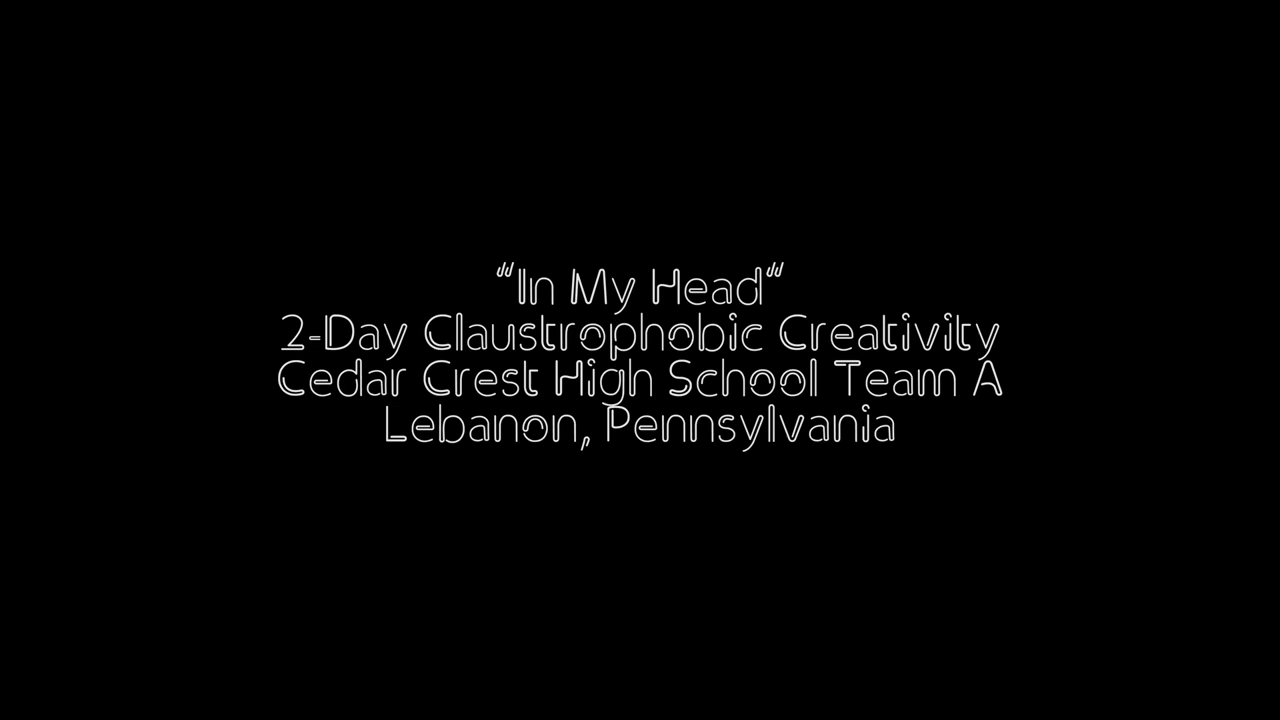 “In My Head“
2-Day Claustrophobic Creativity
Cedar Crest High School Team A
Lebanon, Pennsylvania